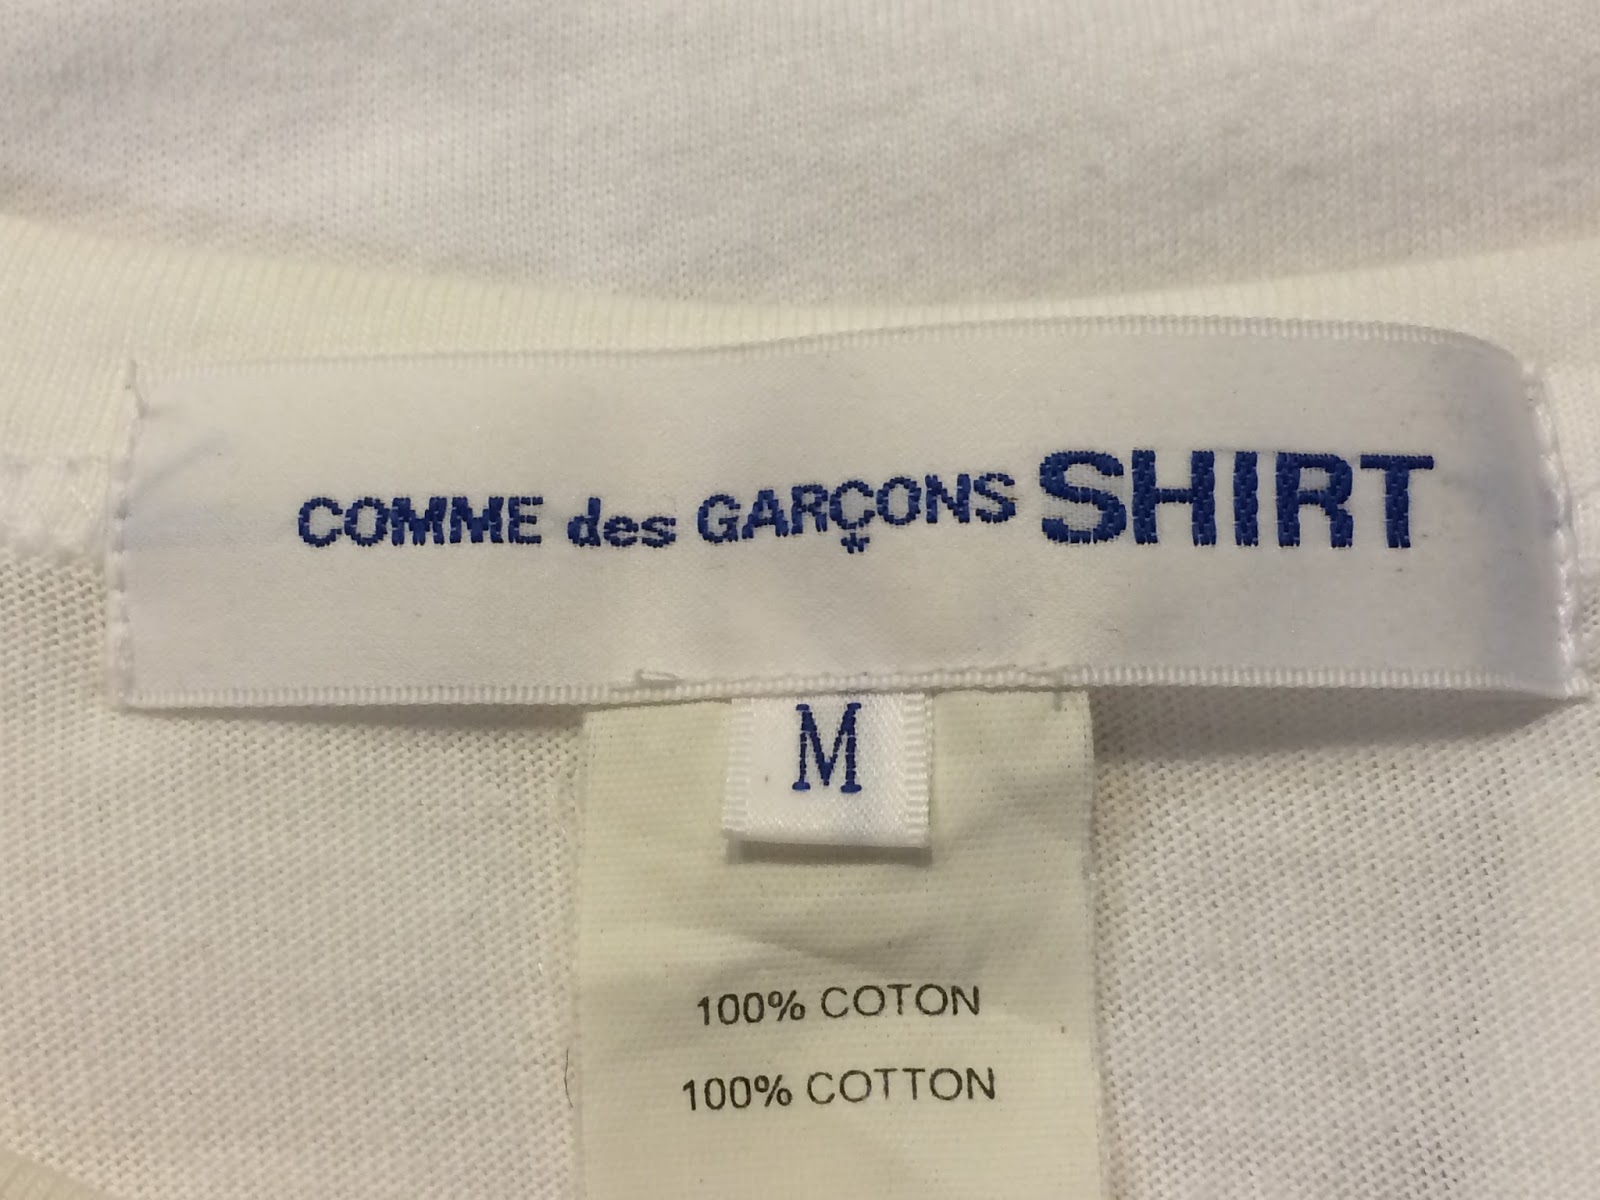 COMME des GARÇONS SHIRT
M
100% COTON
100% COTTON